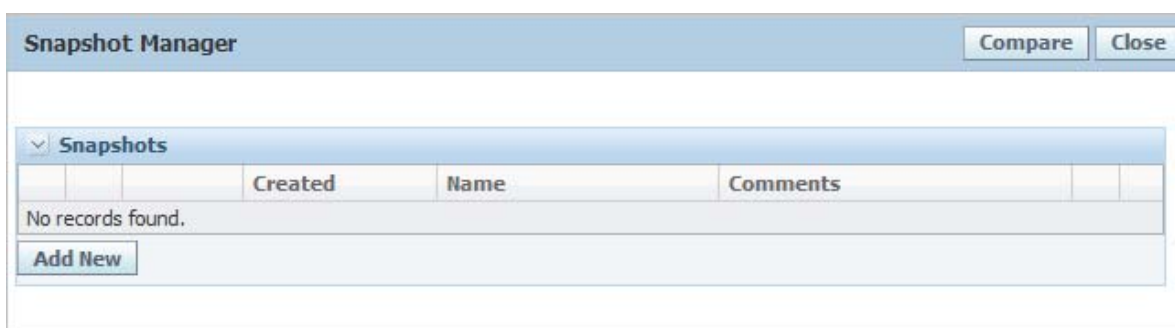 Snapshot Manager Compare Close
Snapshots
Created Name Comments
No records found.
Add New